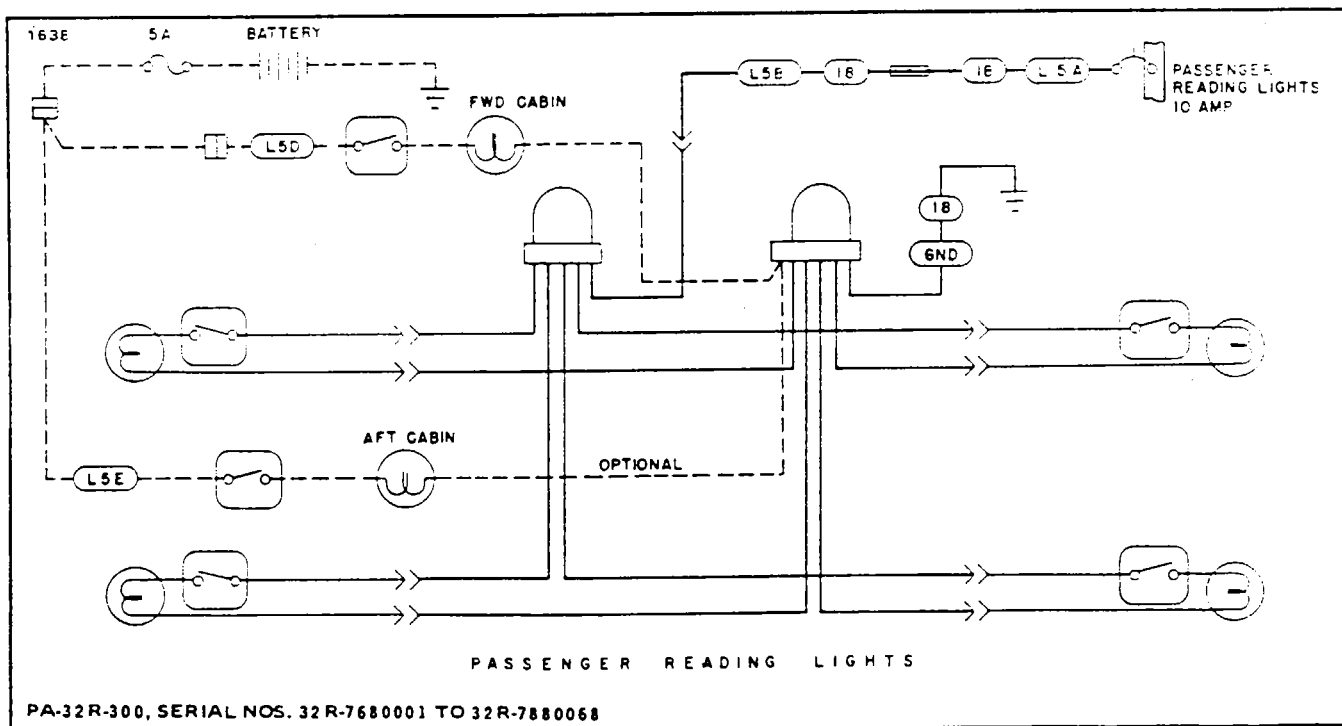 163E 5A BATTERY
L5B 18 18 L5A PASSENGER
READING LIGHTS
10 AMP
FWD CABIN
L5D
18
GND
AFT CABIN
OPTIONAL
L5E
PASSENGER READING LIGHTS
PA-32R-300, SERIAL NOS. 32R-7680001 TO 32R-7880068